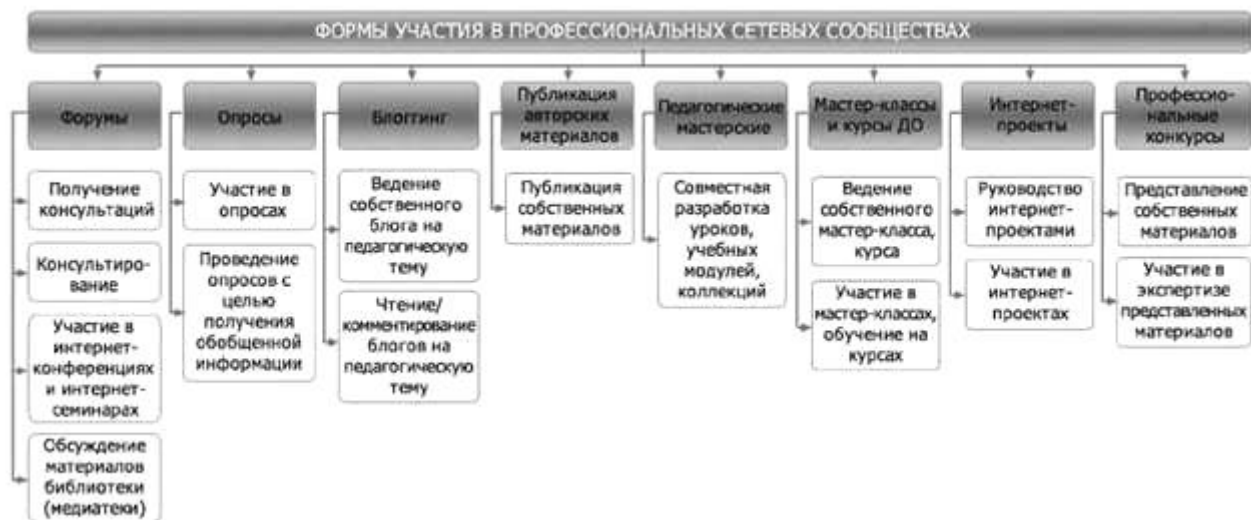 ФОРМЫ УЧАСТИЯ В ПРОФЕССИОНАЛЬНЫХ СЕТЕВЫХ СООБЩЕСТВАХ
Форумы
Получение
консультаций
Консультиро-
вание
Участие в
интернет-
конференциях
и интернет-
семинарах
Обсуждение
материалов
библиотеки
(медиатеки)
Опросы
Участие в
опросах
Проведение
опросов с
целью
получения
обобщенной
информации
Блоггинг
Ведение
собственного
блога на
педагогическую
тему
Чтение/
комментирование
блогов на
педагогическую
тему
Публикация
авторских
материалов
Публикация
собственных
материалов
Педагогические
мастерские
Совместная
разработка
уроков,
учебных
модулей,
коллекций
Мастер-классы
и курсы ДО
Ведение
собственного
мастер-класса,
курса
Участие в
мастер-классах,
обучение на
курсах
Интернет-
проекты
Руководство
интернет-
проектами
Участие в
интернет-
проектах
Профессио-
нальные
конкурсы
Представление
собственных
материалов
Участие в
экспертизе
представленных
материалов